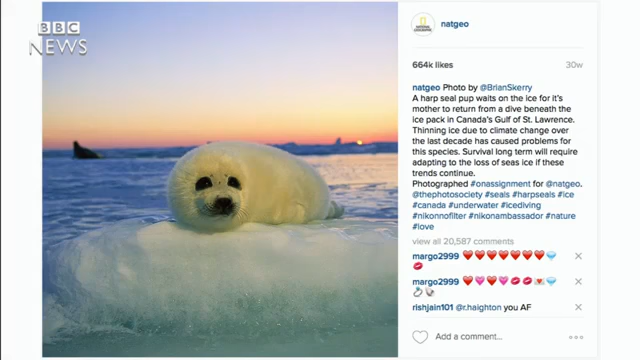 BBC
NEWS
natgeo
664k likes 30w
natgeo Photo by @BrianSkerry
A harp seal pup waits on the ice for it's
mother to return from a dive beneath the
ice pack in Canada's Gulf of St. Lawrence.
Thinning ice due to climate change over
the last decade has caused problems for
this species. Survival long term will require
adapting to the loss of seas ice if these
trends continue.
Photographed #onassignment for @natgeo.
@thephotosociety #seals #harpseals #ice
#canada #underwater #icediving
#nikonnofilter #nikonambassador #nature
#love
view all 20,587 comments
margo2999
margo2999
rishjain101 @r.haighton you AF
Add a comment...